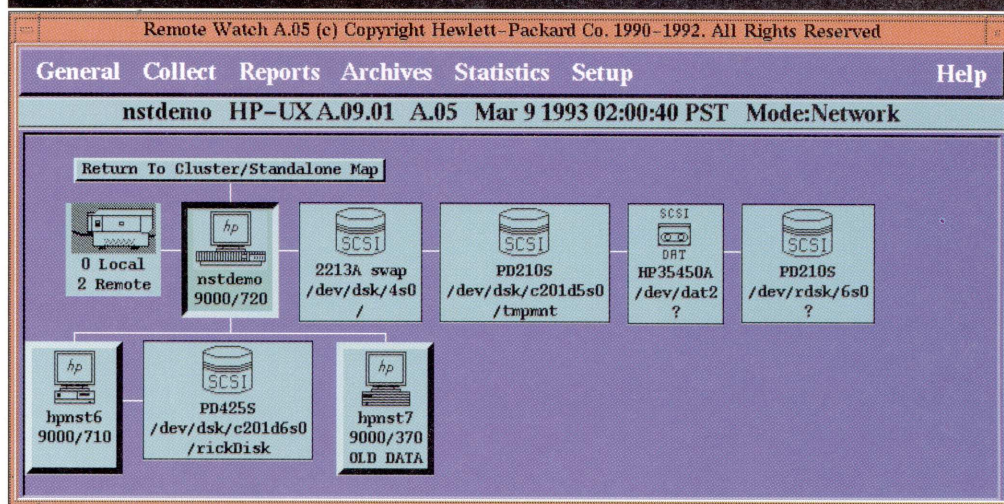 Remote Watch A.05 (c) Copyright Hewlett-Packard Co. 1990-1992. All Rights Reserved
General Collect Reports Archives Statistics Setup Help
nstdemo HP-UX A.09.01 A.05 Mar 9 1993 02:00:40 PST Mode:Network
Return To Cluster/Standalone Map
0 Local
2 Remote
hp
nstdemo
9000/720
SCSI
2213A swap
/dev/dsk/4s0
/
SCSI
PD210S
/dev/dsk/c201d5s0
/tmpmnt
SCSI
DAT
HP35450A
/dev/dat2
?
SCSI
PD210S
/dev/rdsk/6s0
?
hp
hpnst6
9000/710
SCSI
PD425S
/dev/dsk/c201d6s0
/rickDisk
hp
hpnst7
9000/370
OLD DATA